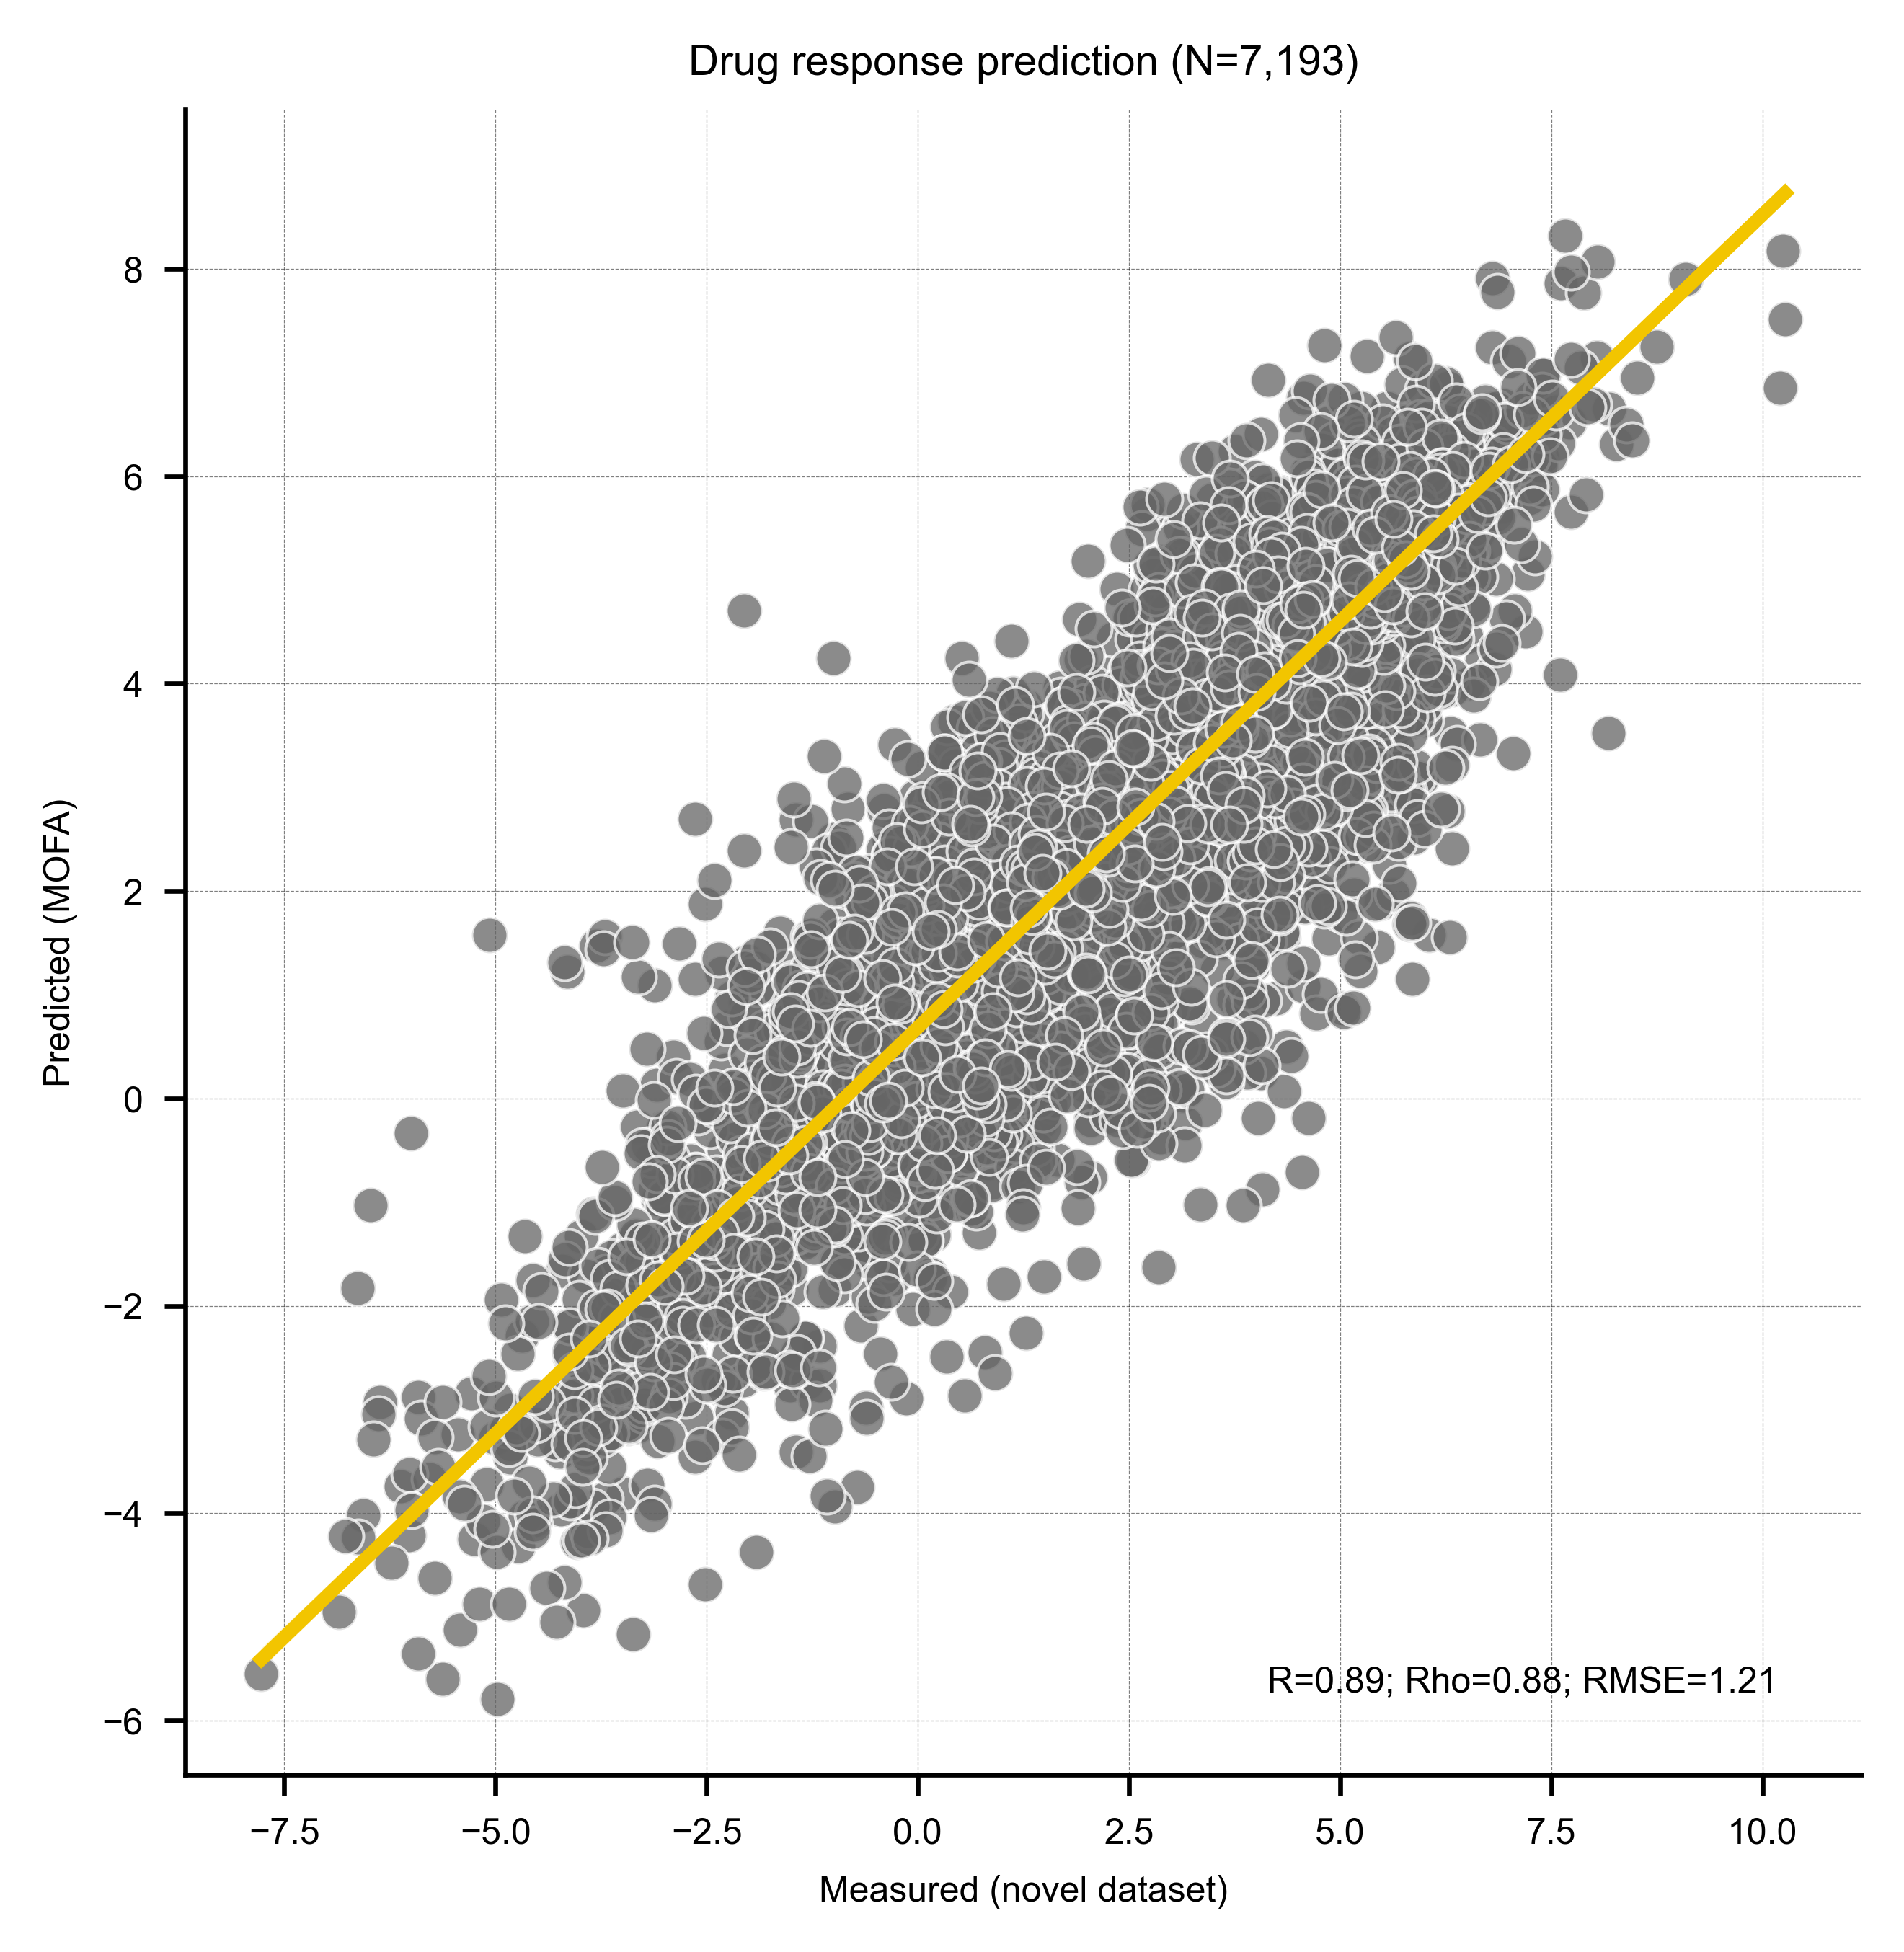 Drug response prediction (N=7,193)
8
6
4
2
0
−2
−4
−6
Predicted (MOFA)
R=0.89; Rho=0.88; RMSE=1.21
−7.5 −5.0 −2.5 0.0 2.5 5.0 7.5 10.0
Measured (novel dataset)